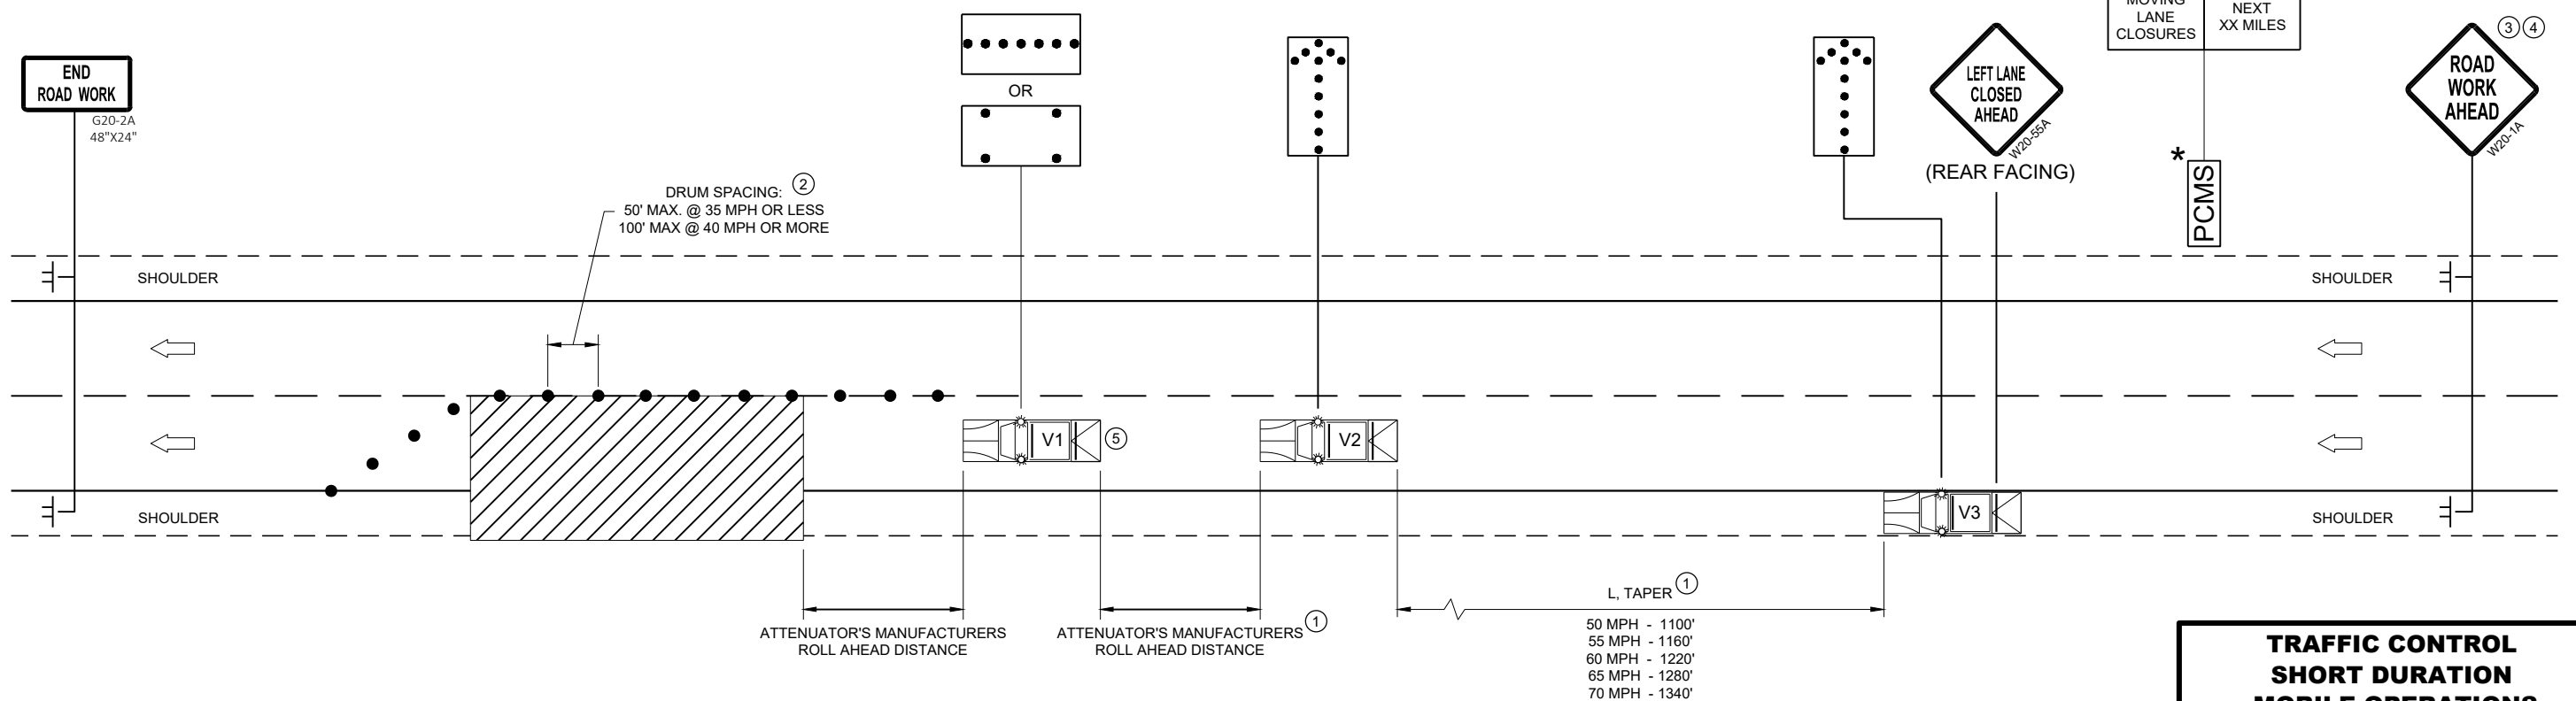 MOVING
LANE
CLOSURES
NEXT
XX MILES
3 4
END
ROAD WORK
G20-2A
48"X24"
OR
LEFT LANE
CLOSED
AHEAD
W20-55A
(REAR FACING)
*
PCMS
ROAD
WORK
AHEAD
W20-1A
DRUM SPACING: 2
50' MAX. @ 35 MPH OR LESS
100' MAX @ 40 MPH OR MORE
SHOULDER
SHOULDER
V1
5
V2
V3
SHOULDER
SHOULDER
ATTENUATOR'S MANUFACTURERS
ROLL AHEAD DISTANCE
ATTENUATOR'S MANUFACTURERS 1
ROLL AHEAD DISTANCE
L, TAPER 1
50 MPH - 1100'
55 MPH - 1160'
60 MPH - 1220'
65 MPH - 1280'
70 MPH - 1340'
TRAFFIC CONTROL
SHORT DURATION
MOBILE OPERATIONS